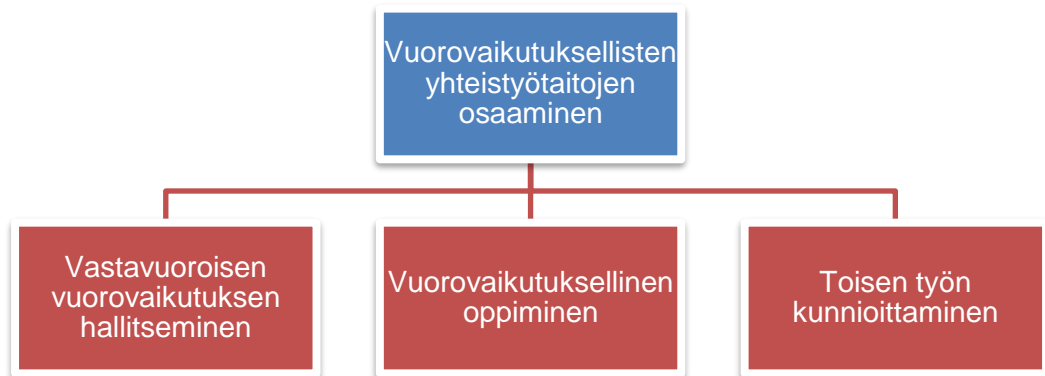 Vuorovaikutuksellisten
yhteistyötaitojen
osaaminen
Vastavuoroisen
vuorovaikutuksen
hallitseminen
Vuorovaikutuksellinen
oppiminen
Toisen työn
kunnioittaminen